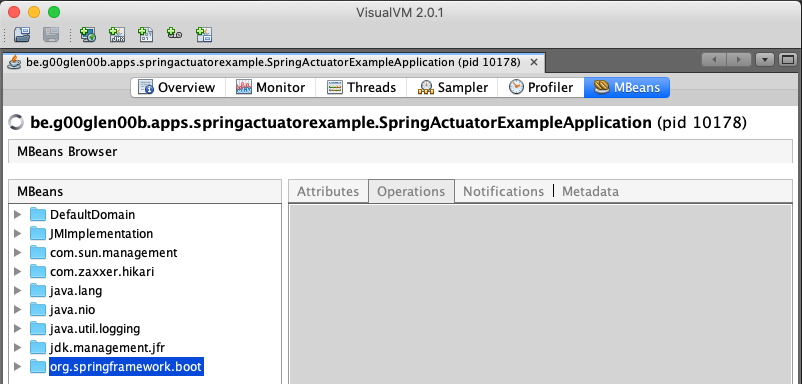 VisualVM 2.0.1
be.g00glen00b.apps.springactuatorexample.SpringActuatorExampleApplication (pid 10178)
Overview Monitor Threads Sampler Profiler MBeans
be.g00glen00b.apps.springactuatorexample.SpringActuatorExampleApplication (pid 10178)
MBeans Browser
MBeans
Attributes Operations Notifications Metadata
DefaultDomain
JMImplementation
com.sun.management
com.zaxxer.hikari
java.lang
java.nio
java.util.logging
jdk.management.jfr
org.springframework.boot